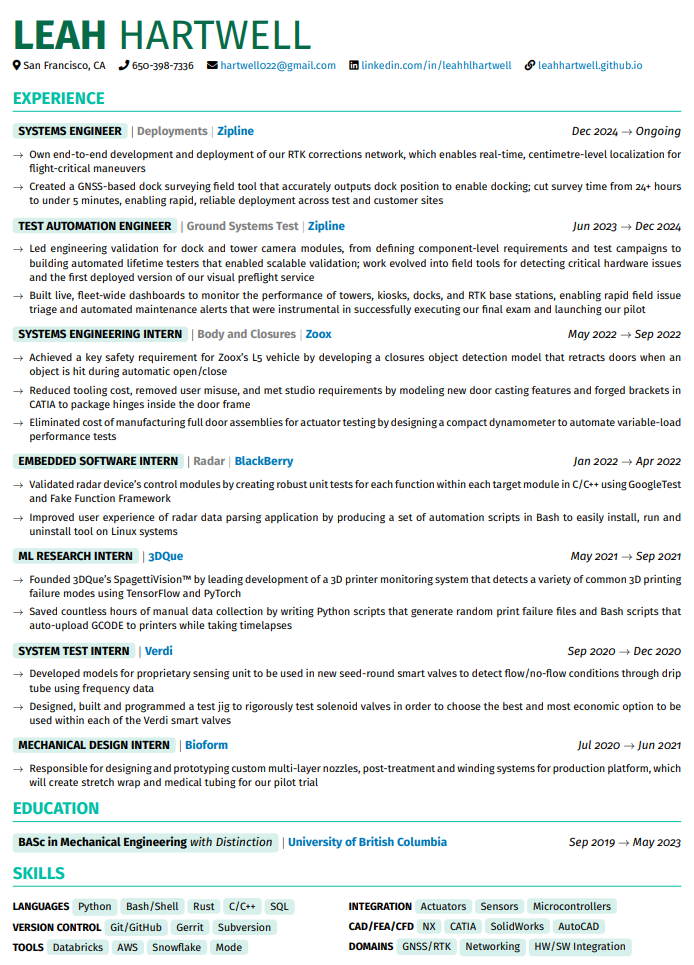 LEAH HARTWELL
San Francisco, CA 650-398-7336 hartwell022@gmail.com linkedin.com/in/leahhlhartwell leahhartwell.github.io
EXPERIENCE
SYSTEMS ENGINEER | Deployments | Zipline Dec 2024 → Ongoing
→ Own end-to-end development and deployment of our RTK corrections network, which enables real-time, centimetre-level localization for
flight-critical maneuvers
→ Created a GNSS-based dock surveying field tool that accurately outputs dock position to enable docking; cut survey time from 24+ hours
to under 5 minutes, enabling rapid, reliable deployment across test and customer sites
TEST AUTOMATION ENGINEER | Ground Systems Test | Zipline Jun 2023 → Dec 2024
→ Led engineering validation for dock and tower camera modules, from defining component-level requirements and test campaigns to
building automated lifetime testers that enabled scalable validation; work evolved into field tools for detecting critical hardware issues
and the first deployed version of our visual preflight service
→ Built live, fleet-wide dashboards to monitor the performance of towers, kiosks, docks, and RTK base stations, enabling rapid field issue
triage and automated maintenance alerts that were instrumental in successfully executing our final exam and launching our pilot
SYSTEMS ENGINEERING INTERN | Body and Closures | Zoox May 2022 → Sep 2022
→ Achieved a key safety requirement for Zoox's L5 vehicle by developing a closures object detection model that retracts doors when an
object is hit during automatic open/close
→ Reduced tooling cost, removed user misuse, and met studio requirements by modeling new door casting features and forged brackets in
CATIA to package hinges inside the door frame
→ Eliminated cost of manufacturing full door assemblies for actuator testing by designing a compact dynamometer to automate variable-load
performance tests
EMBEDDED SOFTWARE INTERN | Radar | BlackBerry Jan 2022 → Apr 2022
→ Validated radar device's control modules by creating robust unit tests for each function within each target module in C/C++ using GoogleTest
and Fake Function Framework
→ Improved user experience of radar data parsing application by producing a set of automation scripts in Bash to easily install, run and
uninstall tool on Linux systems
ML RESEARCH INTERN | 3DQue May 2021 → Sep 2021
→ Founded 3DQue's SpagettiVision™ by leading development of a 3D printer monitoring system that detects a variety of common 3D printing
failure modes using TensorFlow and PyTorch
→ Saved countless hours of manual data collection by writing Python scripts that generate random print failure files and Bash scripts that
auto-upload GCODE to printers while taking timelapses
SYSTEM TEST INTERN | Verdi Sep 2020 → Dec 2020
→ Developed models for proprietary sensing unit to be used in new seed-round smart valves to detect flow/no-flow conditions through drip
tube using frequency data
→ Designed, built and programmed a test jig to rigorously test solenoid valves in order to choose the best and most economic option to be
used within each of the Verdi smart valves
MECHANICAL DESIGN INTERN | Bioform Jul 2020 → Jun 2021
→ Responsible for designing and prototyping custom multi-layer nozzles, post-treatment and winding systems for production platform, which
will create stretch wrap and medical tubing for our pilot trial
EDUCATION
BASc in Mechanical Engineering with Distinction | University of British Columbia Sep 2019 → May 2023
SKILLS
LANGUAGES Python Bash/Shell Rust C/C++ SQL
VERSION CONTROL Git/GitHub Gerrit Subversion
TOOLS Databricks AWS Snowflake Mode
INTEGRATION Actuators Sensors Microcontrollers
CAD/FEA/CFD NX CATIA SolidWorks AutoCAD
DOMAINS GNSS/RTK Networking HW/SW Integration